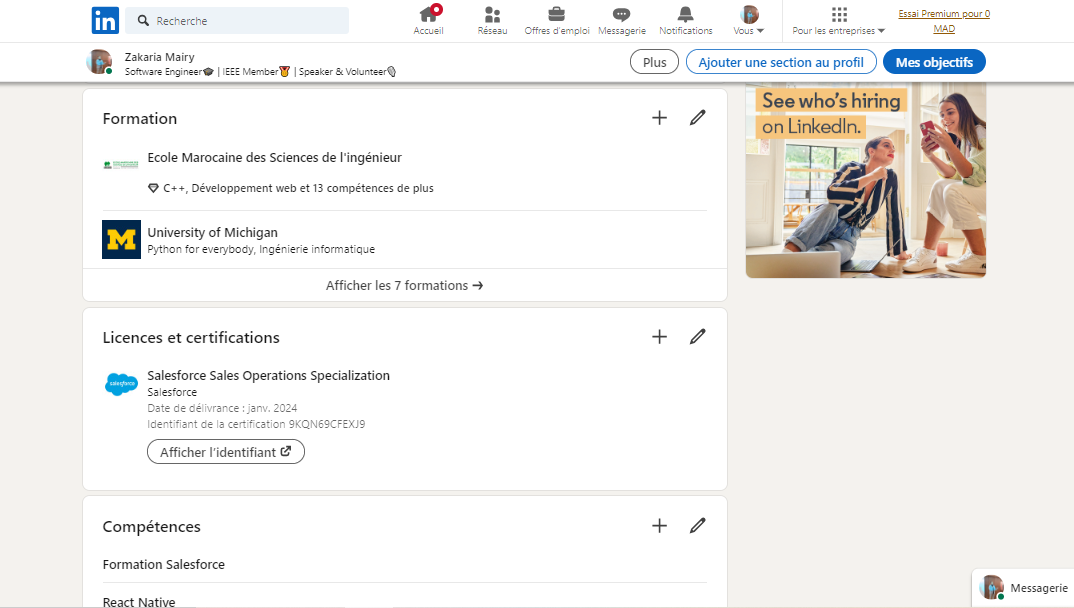 in
Recherche
Accueil
Réseau
Offres d'emploi
Messagerie
Notifications
Vous
Pour les entreprises
Essai Premium pour 0
MAD
Zakaria Mairy
Software Engineer🎓 | IEEE Member🏅 | Speaker & Volunteer
Plus
Ajouter une section au profil
Mes objectifs
See who's hiring
on LinkedIn.
Formation
Ecole Marocaine des Sciences de l'ingénieur
C++, Développement web et 13 compétences de plus
M
University of Michigan
Python for everybody, Ingénierie informatique
Afficher les 7 formations →
Licences et certifications
salesforce
Salesforce Sales Operations Specialization
Salesforce
Date de délivrance : janv. 2024
Identifiant de la certification 9KQN69CFEXJ9
Afficher l'identifiant
Compétences
Formation Salesforce
React Native
Messagerie